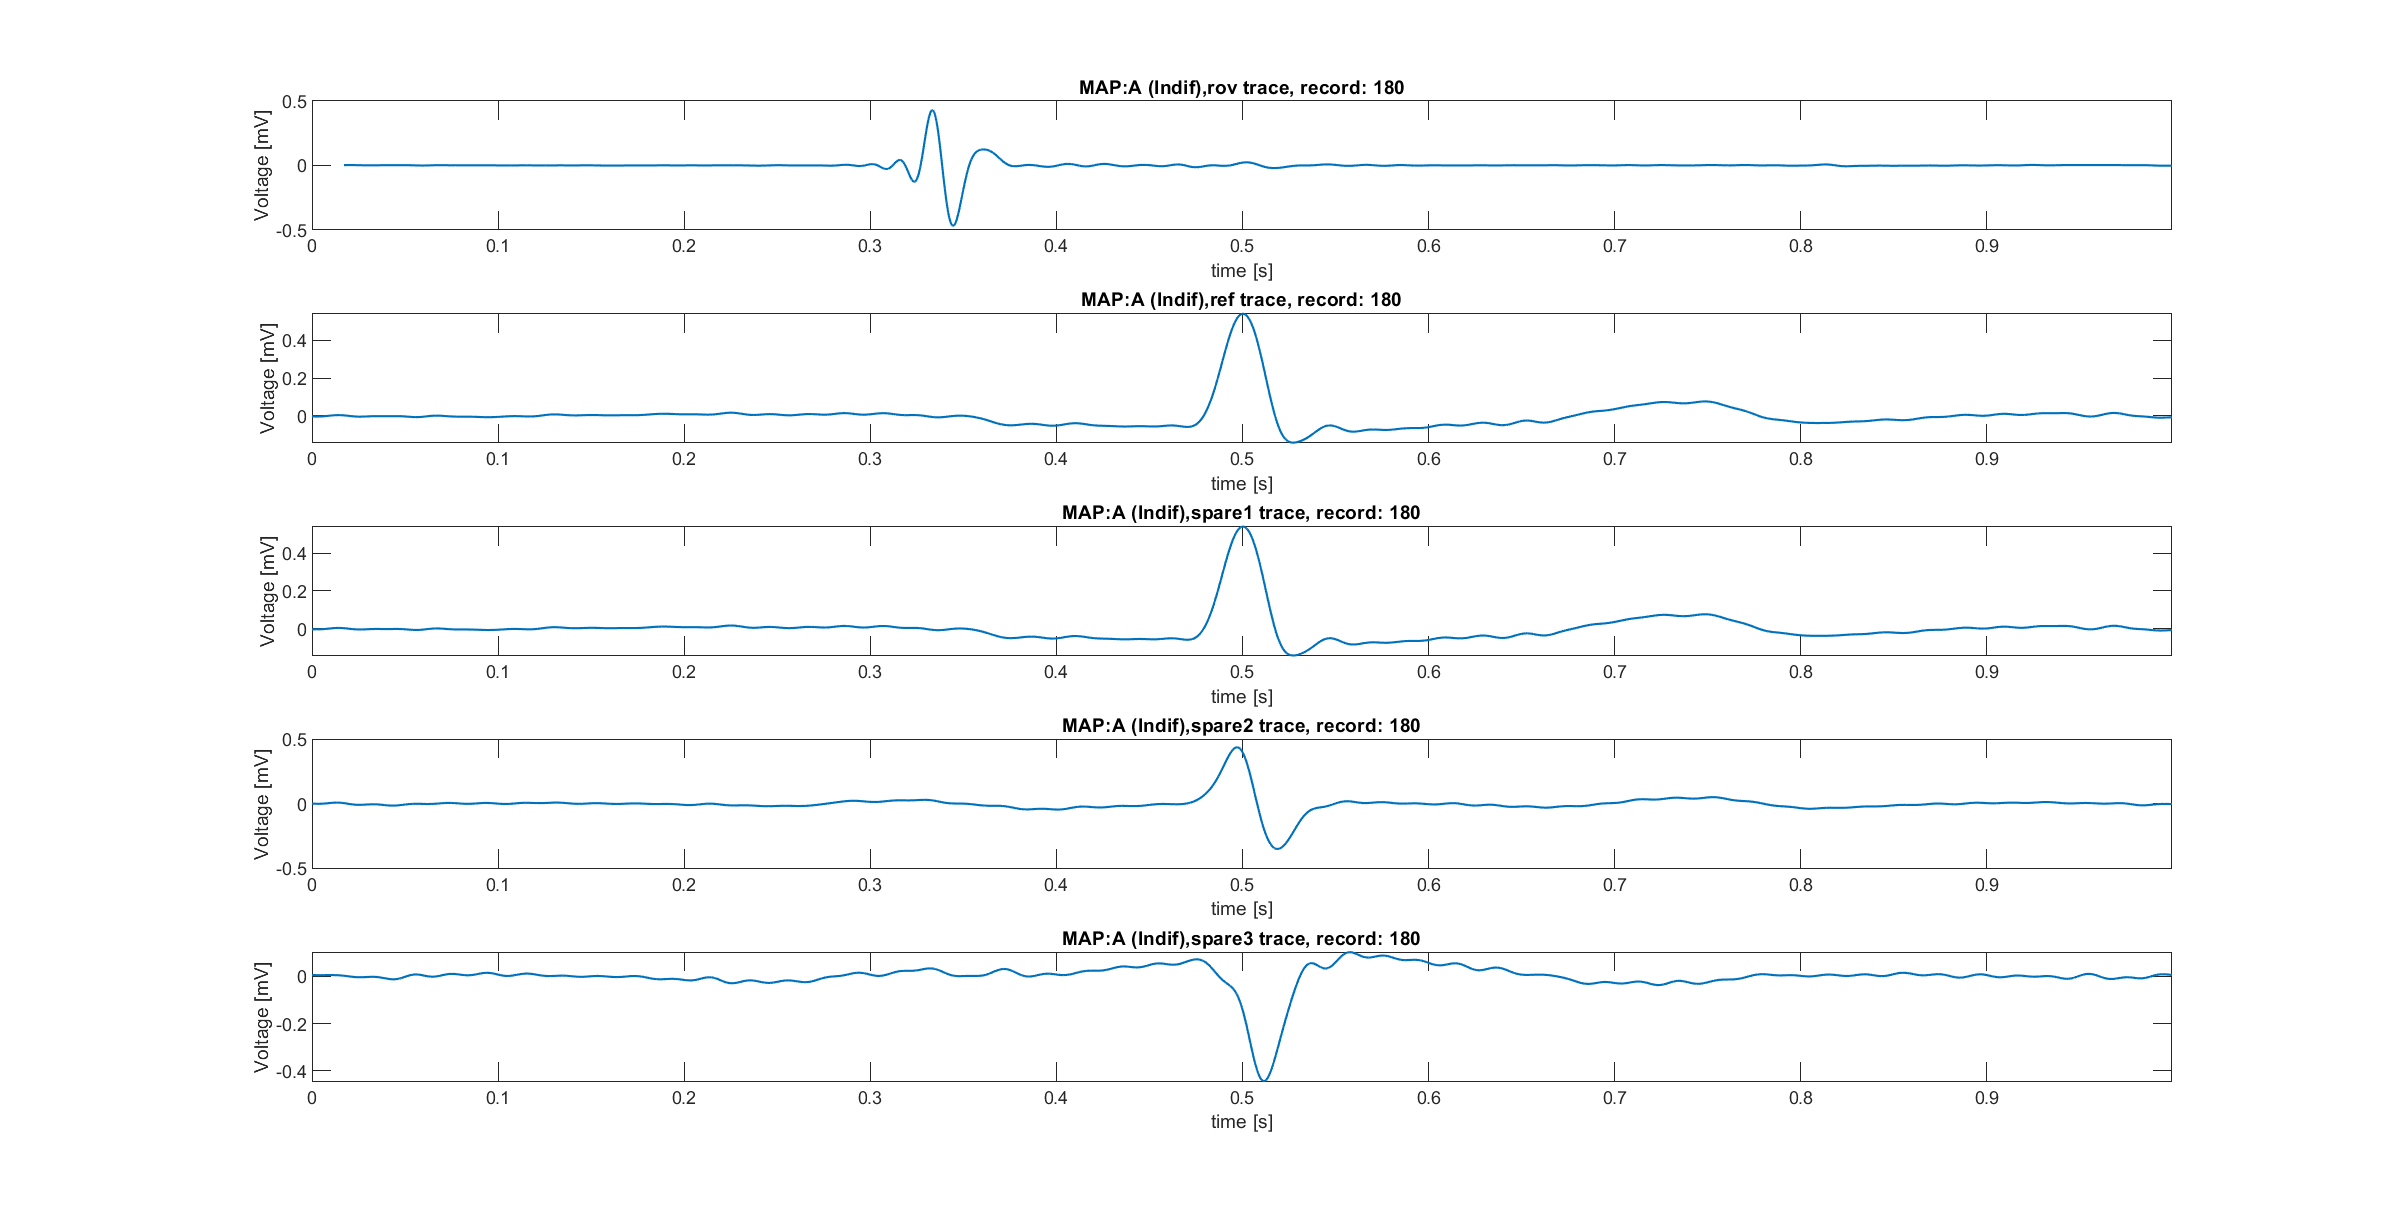 MAP:A (Indif),rov trace, record: 180
Voltage [mV]
0.5
0
-0.5
0 0.1 0.2 0.3 0.4 0.5 0.6 0.7 0.8 0.9
time [s]
MAP:A (Indif),ref trace, record: 180
Voltage [mV]
0.4
0.2
0
0 0.1 0.2 0.3 0.4 0.5 0.6 0.7 0.8 0.9
time [s]
MAP:A (Indif),spare1 trace, record: 180
Voltage [mV]
0.4
0.2
0
0 0.1 0.2 0.3 0.4 0.5 0.6 0.7 0.8 0.9
time [s]
MAP:A (Indif),spare2 trace, record: 180
Voltage [mV]
0.5
0
-0.5
0 0.1 0.2 0.3 0.4 0.5 0.6 0.7 0.8 0.9
time [s]
MAP:A (Indif),spare3 trace, record: 180
Voltage [mV]
0
-0.2
-0.4
0 0.1 0.2 0.3 0.4 0.5 0.6 0.7 0.8 0.9
time [s]